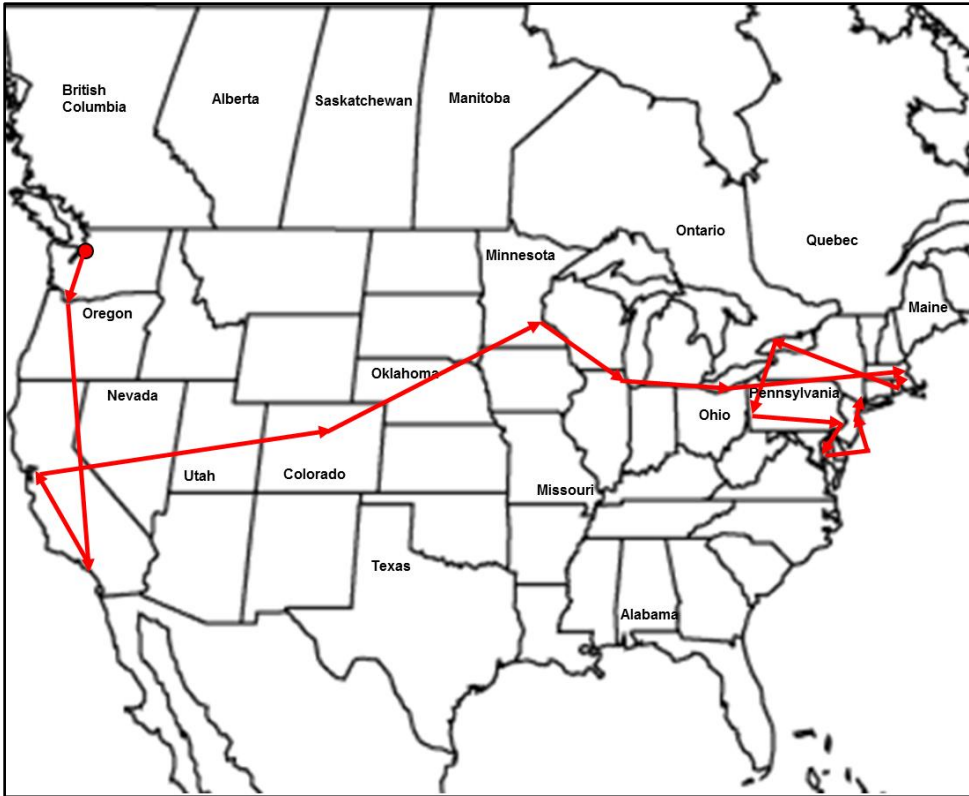 British
Columbia
Alberta
Saskatchewan
Manitoba
Ontario
Quebec
Minnesota
Maine
Oregon
Oklahoma
Nevada
Pennsylvania
Ohio
Utah
Colorado
Missouri
Texas
Alabama